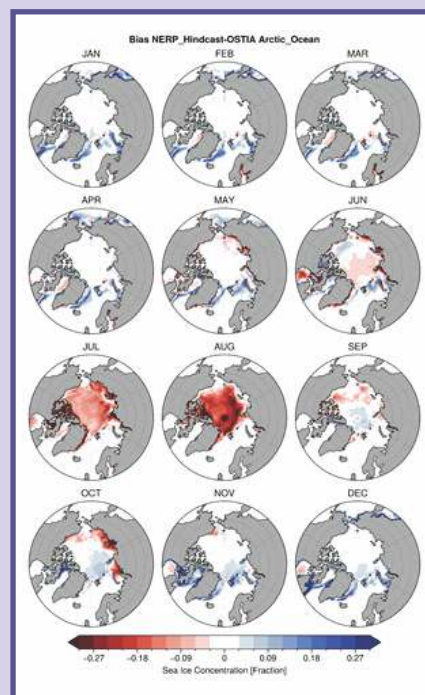 Bias NERP_Hindcast-OSTIA Arctic_Ocean
JAN FEB MAR
APR MAY JUN
JUL AUG SEP
OCT NOV DEC
−0.27 −0.18 −0.09 0 0.09 0.18 0.27
Sea Ice Concentration [Fraction]